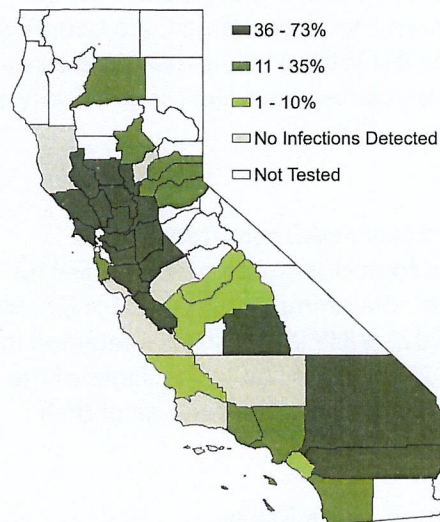 36 - 73%
11 - 35%
1 - 10%
No Infections Detected
Not Tested